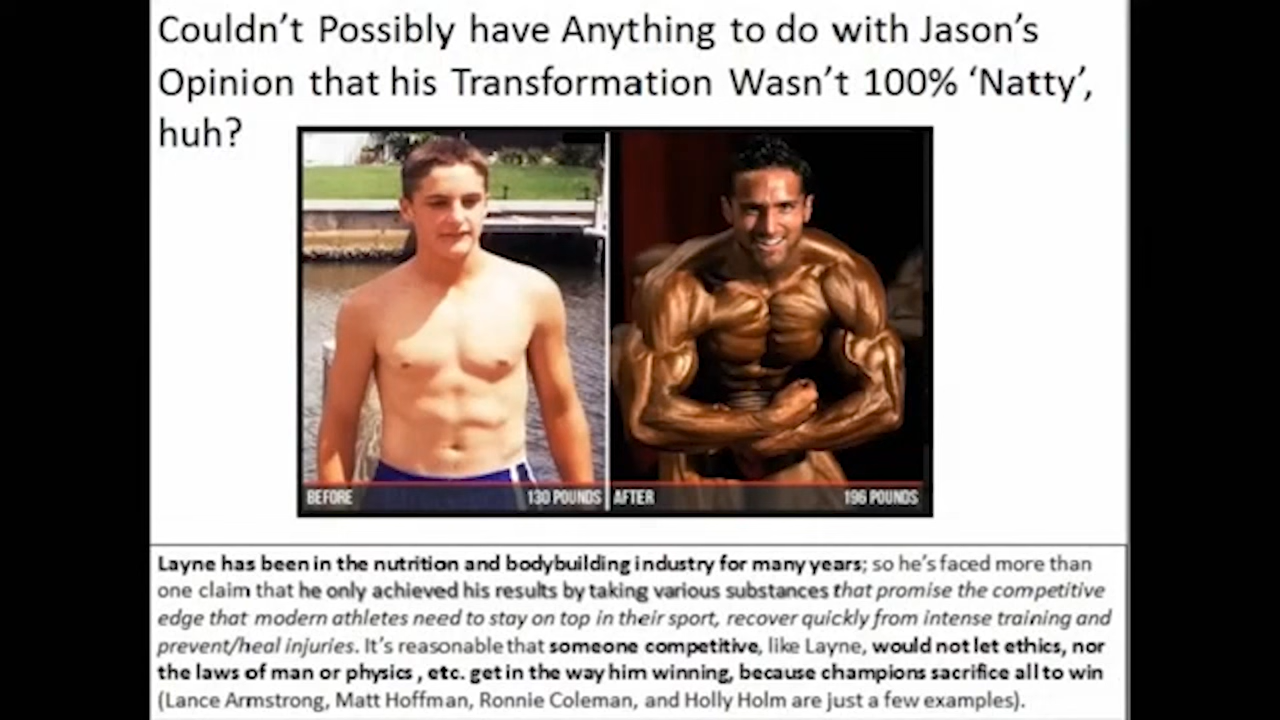 Couldn't Possibly have Anything to do with Jason's
Opinion that his Transformation Wasn't 100% 'Natty',
huh?
BEFORE 130 POUNDS AFTER 196 POUNDS
Layne has been in the nutrition and bodybuilding industry for many years; so he's faced more than
one claim that he only achieved his results by taking various substances that promise the competitive
edge that modern athletes need to stay on top in their sport, recover quickly from intense training and
prevent/heal injuries. It's reasonable that someone competitive, like Layne, would not let ethics, nor
the laws of man or physics , etc. get in the way him winning, because champions sacrifice all to win
(Lance Armstrong, Matt Hoffman, Ronnie Coleman, and Holly Holm are just a few examples).